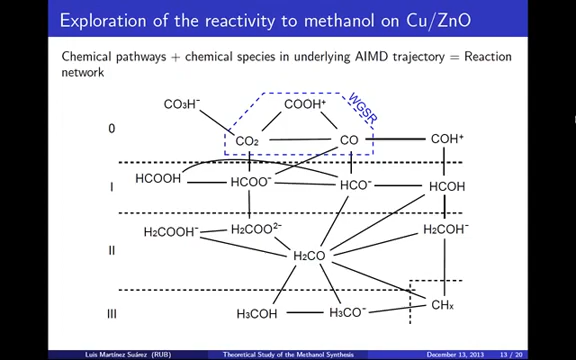 Exploration of the reactivity to methanol on Cu/ZnO
Chemical pathways + chemical species in underlying AIMD trajectory = Reaction
network
CO₃H⁻ COOH⁺ WGSR
0
CO₂ CO COH⁺
I
HCOOH HCOO⁻ HCO⁻ HCOH
H₂COOH⁻ H₂COO²⁻ H₂COH⁻
II
H₂CO
III
H₃COH H₃CO⁻ CHₓ
Luis Martínez Suárez (RUB) Theoretical Study of the Methanol Synthesis December 13, 2013 13 / 20